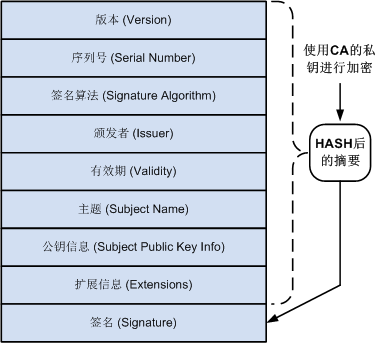 版本 (Version)
序列号 (Serial Number)
签名算法 (Signature Algorithm)
颁发者 (Issuer)
有效期 (Validity)
主题 (Subject Name)
公钥信息 (Subject Public Key Info)
扩展信息 (Extensions)
签名 (Signature)
使用CA的私
钥进行加密
HASH后
的摘要